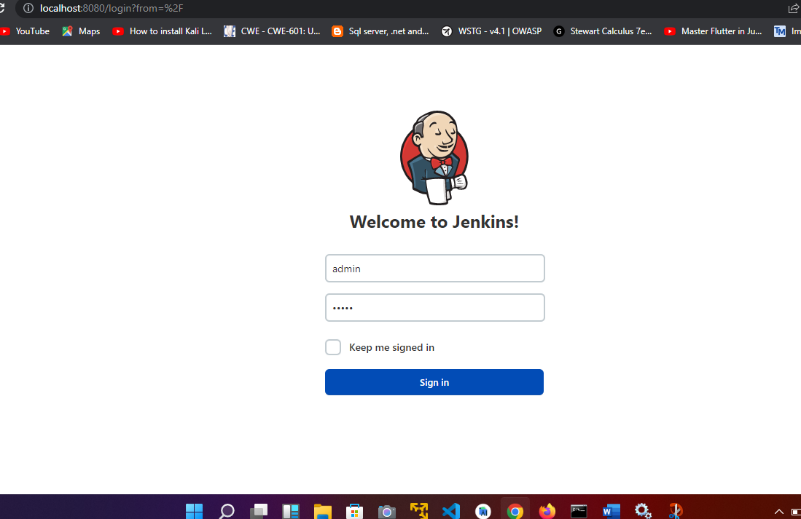 localhost:8080/login?from=%2F
YouTube Maps How to install Kali L... CWE - CWE-601: U... Sql server, .net and... WSTG - v4.1 | OWASP G Stewart Calculus 7e... Master Flutter in Ju... TM Im
Welcome to Jenkins!
admin
•••••
Keep me signed in
Sign in